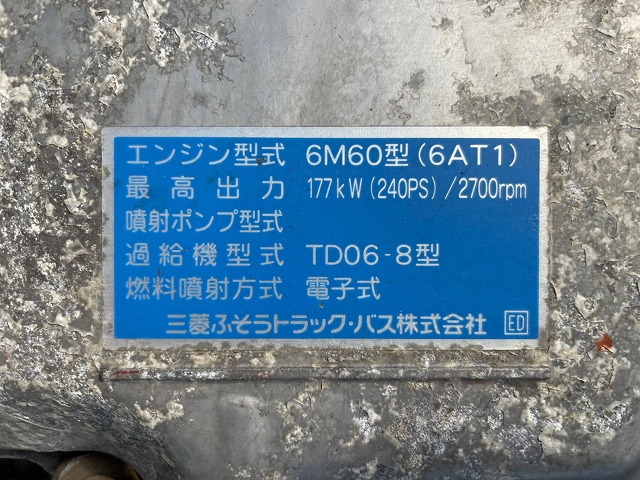 エンジン型式 6M60型(6AT1)
最高出力 177kW(240PS)/2700rpm
噴射ポンプ型式
過給機型式 TD06-8型
燃料噴射方式 電子式
三菱ふそうトラック・バス株式会社 ED